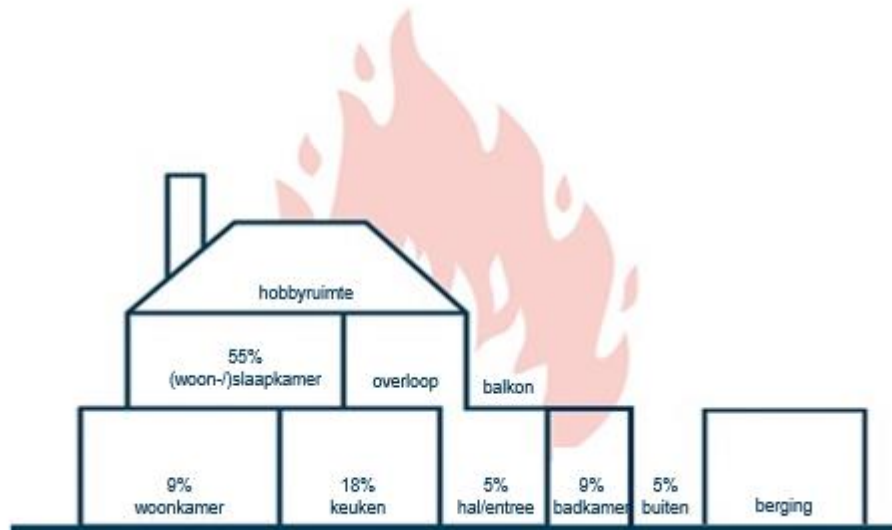 hobbyruimte
55%
(woon-/)slaapkamer
overloop
balkon
9%
woonkamer
18%
keuken
5%
hal/entree
9%
badkamer
5%
buiten
berging